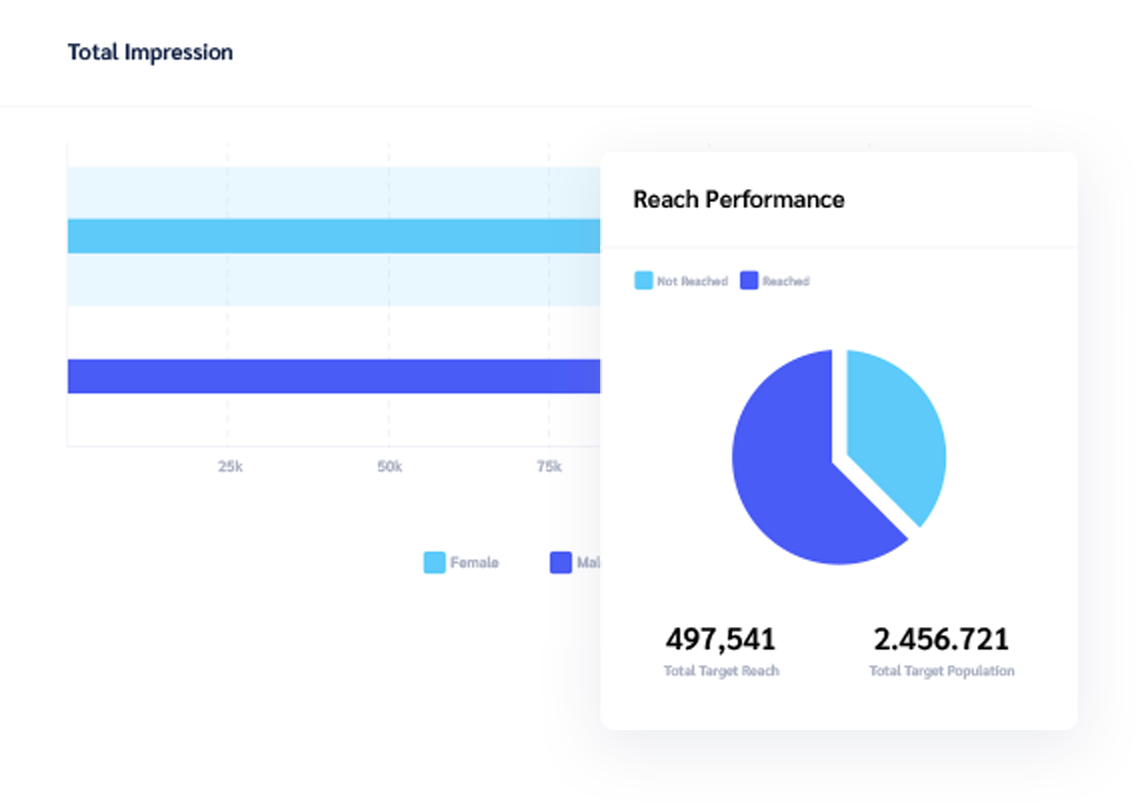 Total Impression
Reach Performance
Not Reached Reached
25k 50k 75k
Female
497,541 2.456.721
Total Target Reach Total Target Population